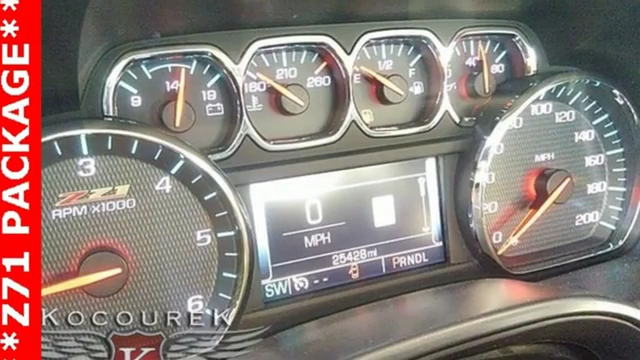 **Z71 PACKAGE**
9 14 19
160 210 260
E 1/2 F
40 80
3 4 5 6
Z71
RPM X1000
0
MPH
25428mi
SW -- PRNDL
0 100 120 140 160 180 200
MPH
KOCOUREK
K